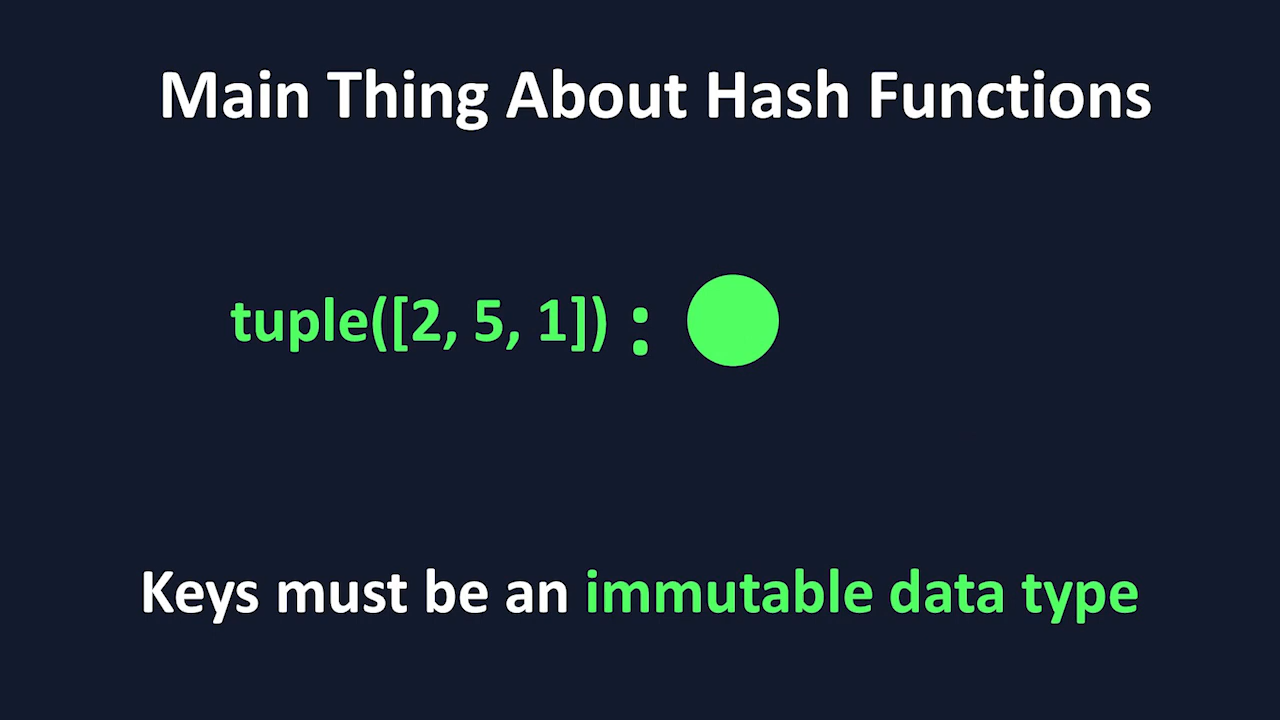 Main Thing About Hash Functions
tuple([2, 5, 1]) :
Keys must be an immutable data type